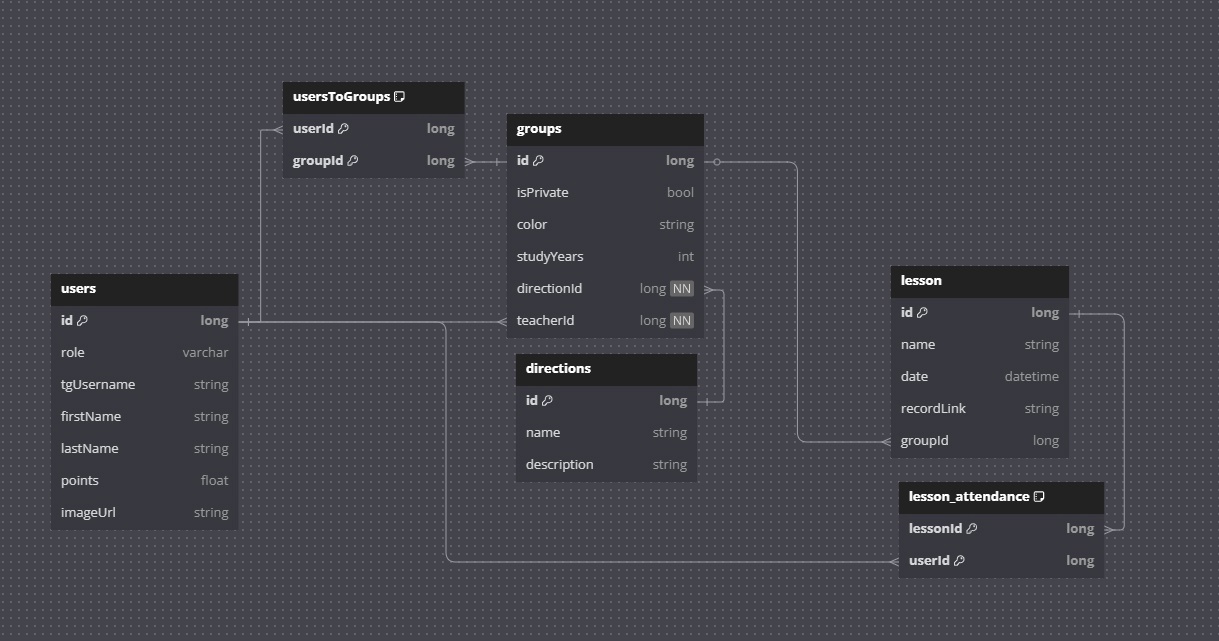 usersToGroups
userId long
groupId long
groups
id long
isPrivate bool
color string
studyYears int
directionId long NN
teacherId long NN
users
id long
role varchar
tgUsername string
firstName string
lastName string
points float
imageUrl string
directions
id long
name string
description string
lesson
id long
name string
date datetime
recordLink string
groupId long
lesson_attendance
lessonId long
userId long